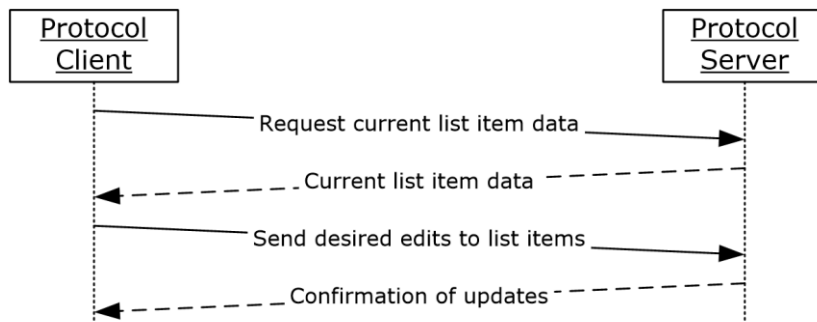 Protocol
Client
Protocol
Server
Request current list item data
Current list item data
Send desired edits to list items
Confirmation of updates